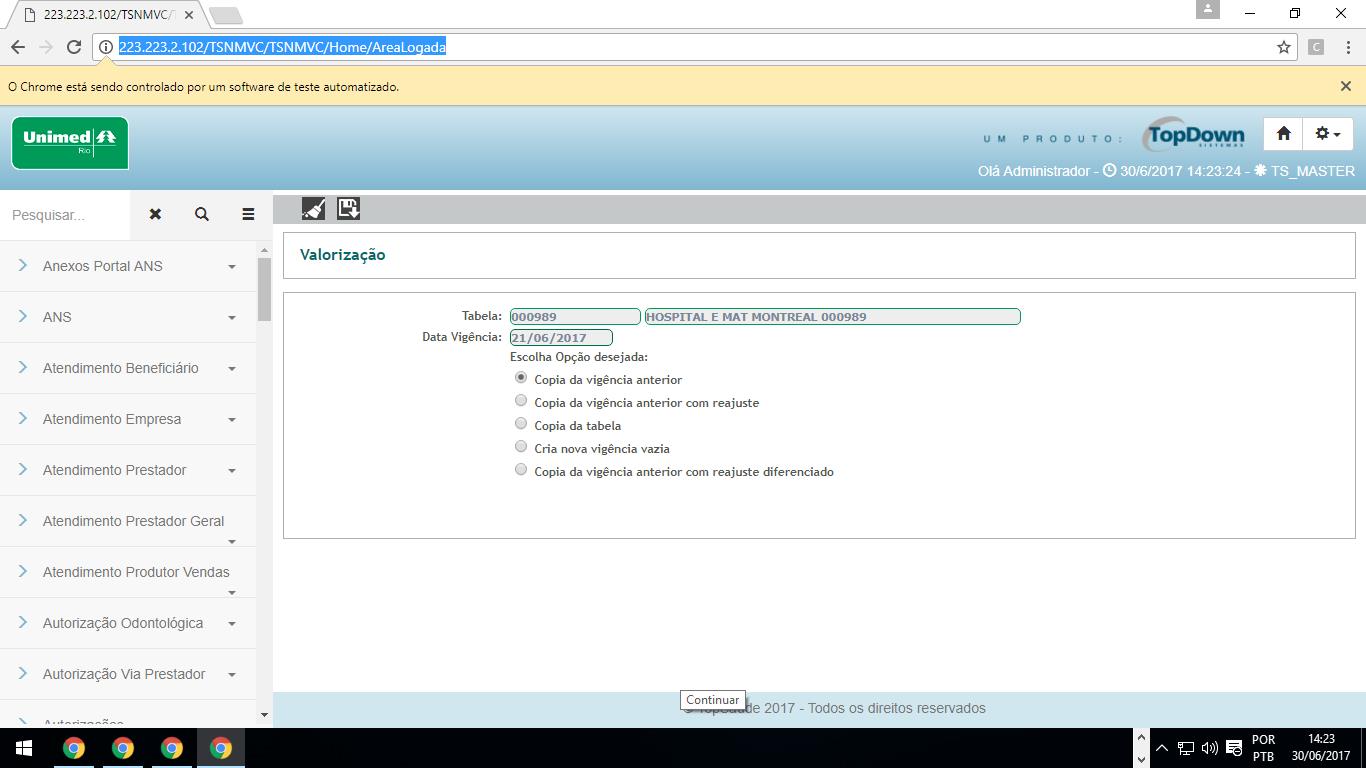 223.223.2.102/TSNMVC/
223.223.2.102/TSNMVC/TSNMVC/Home/AreaLogada
C
O Chrome está sendo controlado por um software de teste automatizado.
Unimed
Rio
UM PRODUTO:
TopDown
SISTEMAS
Olá Administrador - 30/6/2017 14:23:24 - TS_MASTER
Pesquisar...
Valorização
Anexos Portal ANS
ANS
Atendimento Beneficiário
Atendimento Empresa
Atendimento Prestador
Atendimento Prestador Geral
Atendimento Produtor Vendas
Autorização Odontológica
Autorização Via Prestador
Autorizações
Tabela: 000989 HOSPITAL E MAT MONTREAL 000989
Data Vigência: 21/06/2017
Escolha Opção desejada:
Copia da vigência anterior
Copia da vigência anterior com reajuste
Copia da tabela
Cria nova vigência vazia
Copia da vigência anterior com reajuste diferenciado
Continuar
© TopSaúde 2017 - Todos os direitos reservados
POR
PTB
14:23
30/06/2017